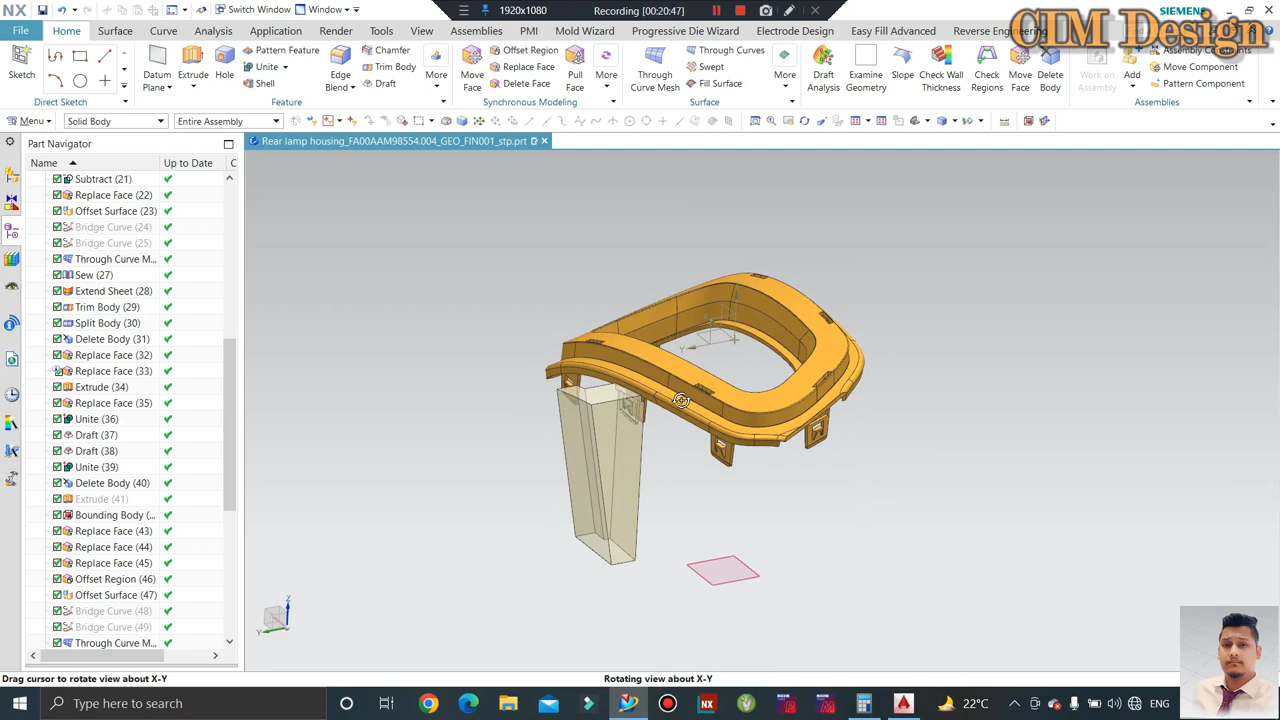 NX
Switch Window
Window
1920x1080
Recording [00:20:47]
SIEMENS
CIM Design
File
Home
Surface
Curve
Analysis
Application
Render
Tools
View
Assemblies
PMI
Mold Wizard
Progressive Die Wizard
Electrode Design
Easy Fill Advanced
Reverse Engineering
Sketch
Direct Sketch
Datum Plane
Extrude
Hole
Pattern Feature
Unite
Shell
Edge Blend
Chamfer
Trim Body
Draft
More
Feature
Move Face
Offset Region
Replace Face
Delete Face
Pull Face
More
Synchronous Modeling
Through Curve Mesh
Through Curves
Swept
Fill Surface
More
Surface
Draft Analysis
Examine Geometry
Slope
Check Wall Thickness
Check Regions
Move Face
Delete Body
Work on Assembly
Add
Assembly Constraints
Move Component
Pattern Component
Assemblies
Menu
Solid Body
Entire Assembly
Part Navigator
Rear lamp housing_FA00AAM98554.004_GEO_FIN001_stp.prt
Name
Up to Date
C
Subtract (21)
Replace Face (22)
Offset Surface (23)
Bridge Curve (24)
Bridge Curve (25)
Through Curve M...
Sew (27)
Extend Sheet (28)
Trim Body (29)
Split Body (30)
Delete Body (31)
Replace Face (32)
Replace Face (33)
Extrude (34)
Replace Face (35)
Unite (36)
Draft (37)
Draft (38)
Unite (39)
Delete Body (40)
Extrude (41)
Bounding Body (...
Replace Face (43)
Replace Face (44)
Replace Face (45)
Offset Region (46)
Offset Surface (47)
Bridge Curve (48)
Bridge Curve (49)
Through Curve M...
Y
Z
Y
Drag cursor to rotate view about X-Y
Rotating view about X-Y
Type here to search
NX
22°C
ENG